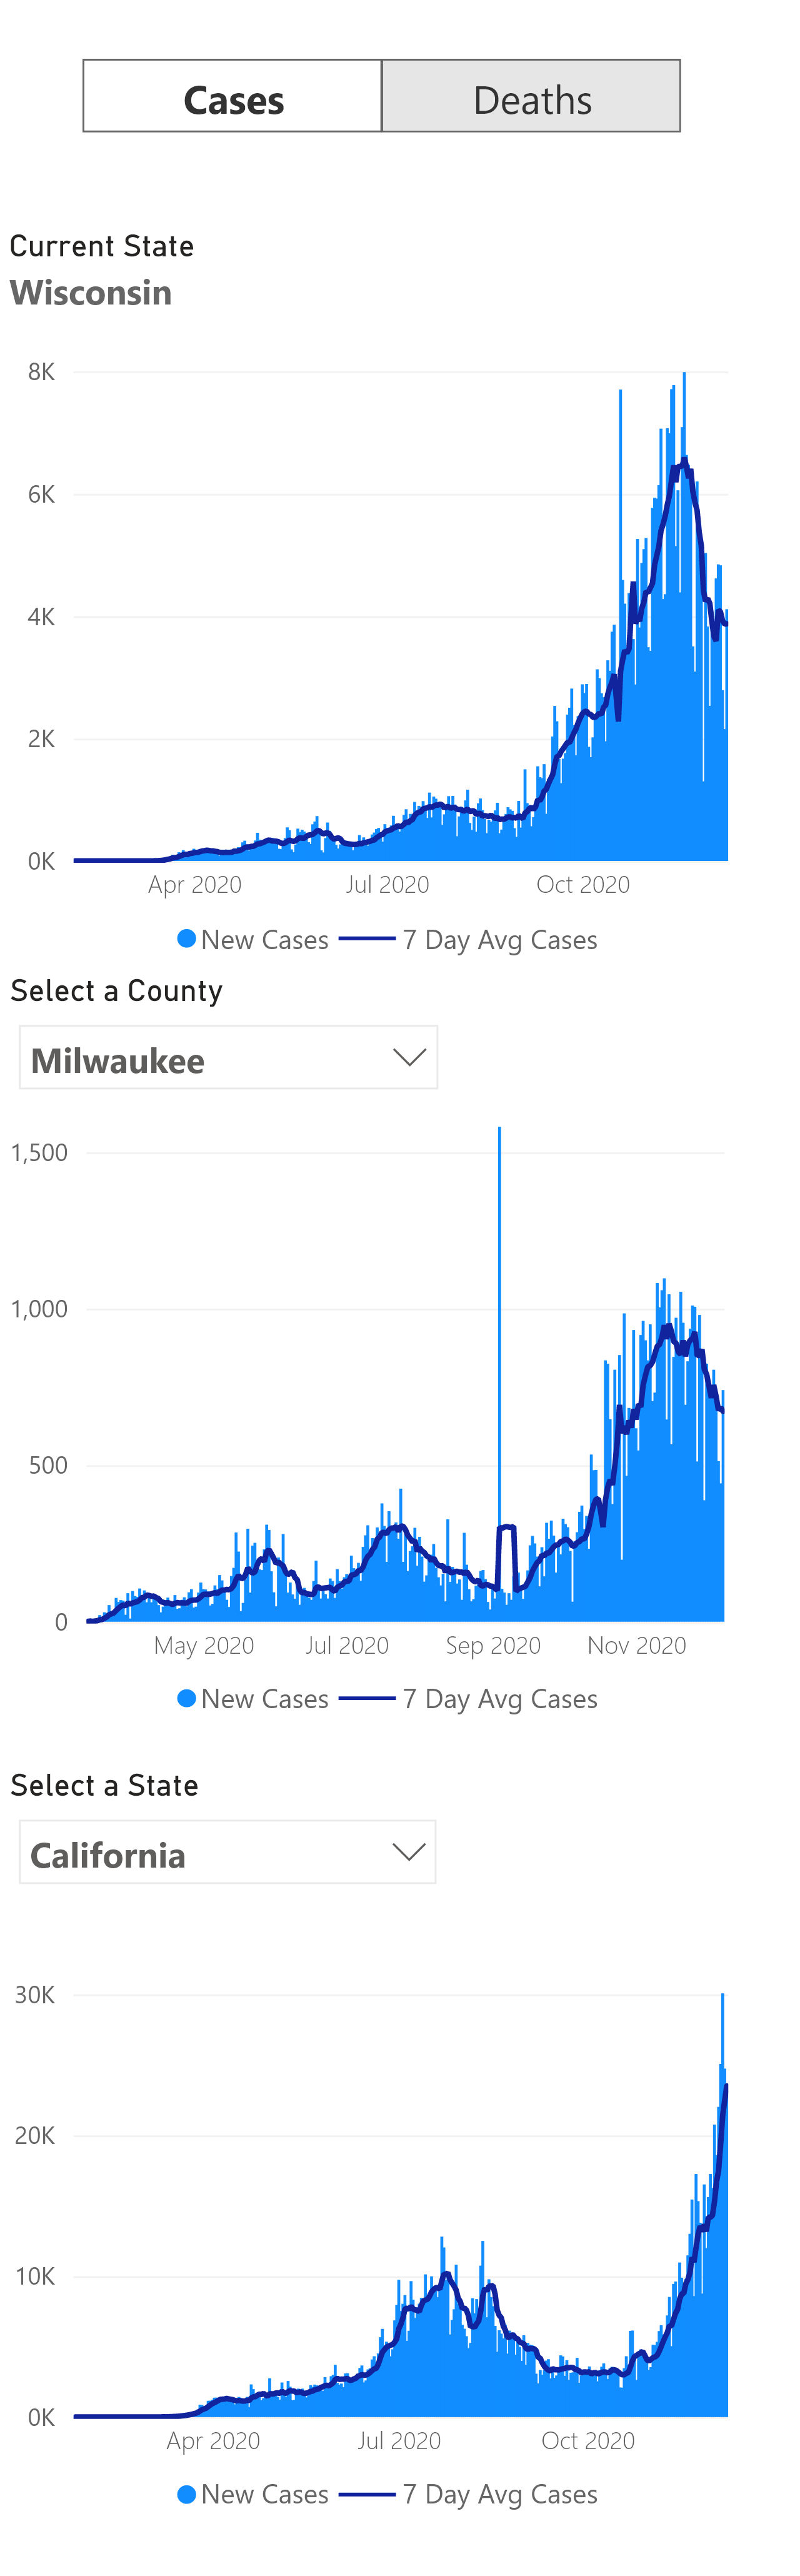 Cases Deaths
Current State
Wisconsin
8K
6K
4K
2K
0K
Apr 2020 Jul 2020 Oct 2020
New Cases 7 Day Avg Cases
Select a County
Milwaukee
1,500
1,000
500
0
May 2020 Jul 2020 Sep 2020 Nov 2020
New Cases 7 Day Avg Cases
Select a State
California
30K
20K
10K
0K
Apr 2020 Jul 2020 Oct 2020
New Cases 7 Day Avg Cases